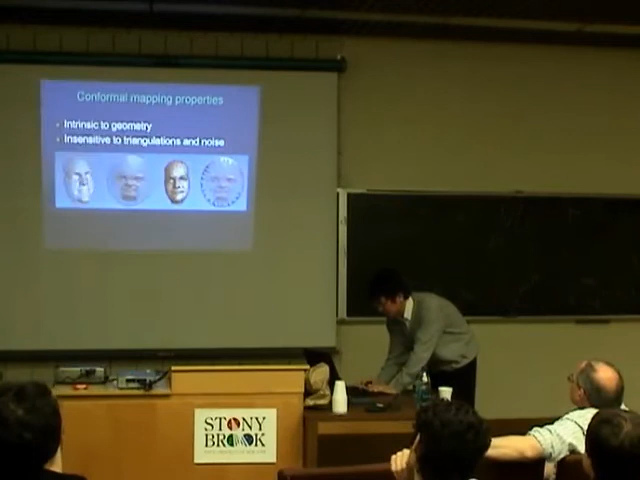 Conformal mapping properties
Intrinsic to geometry
Insensitive to triangulations and noise
STONY
BROOK